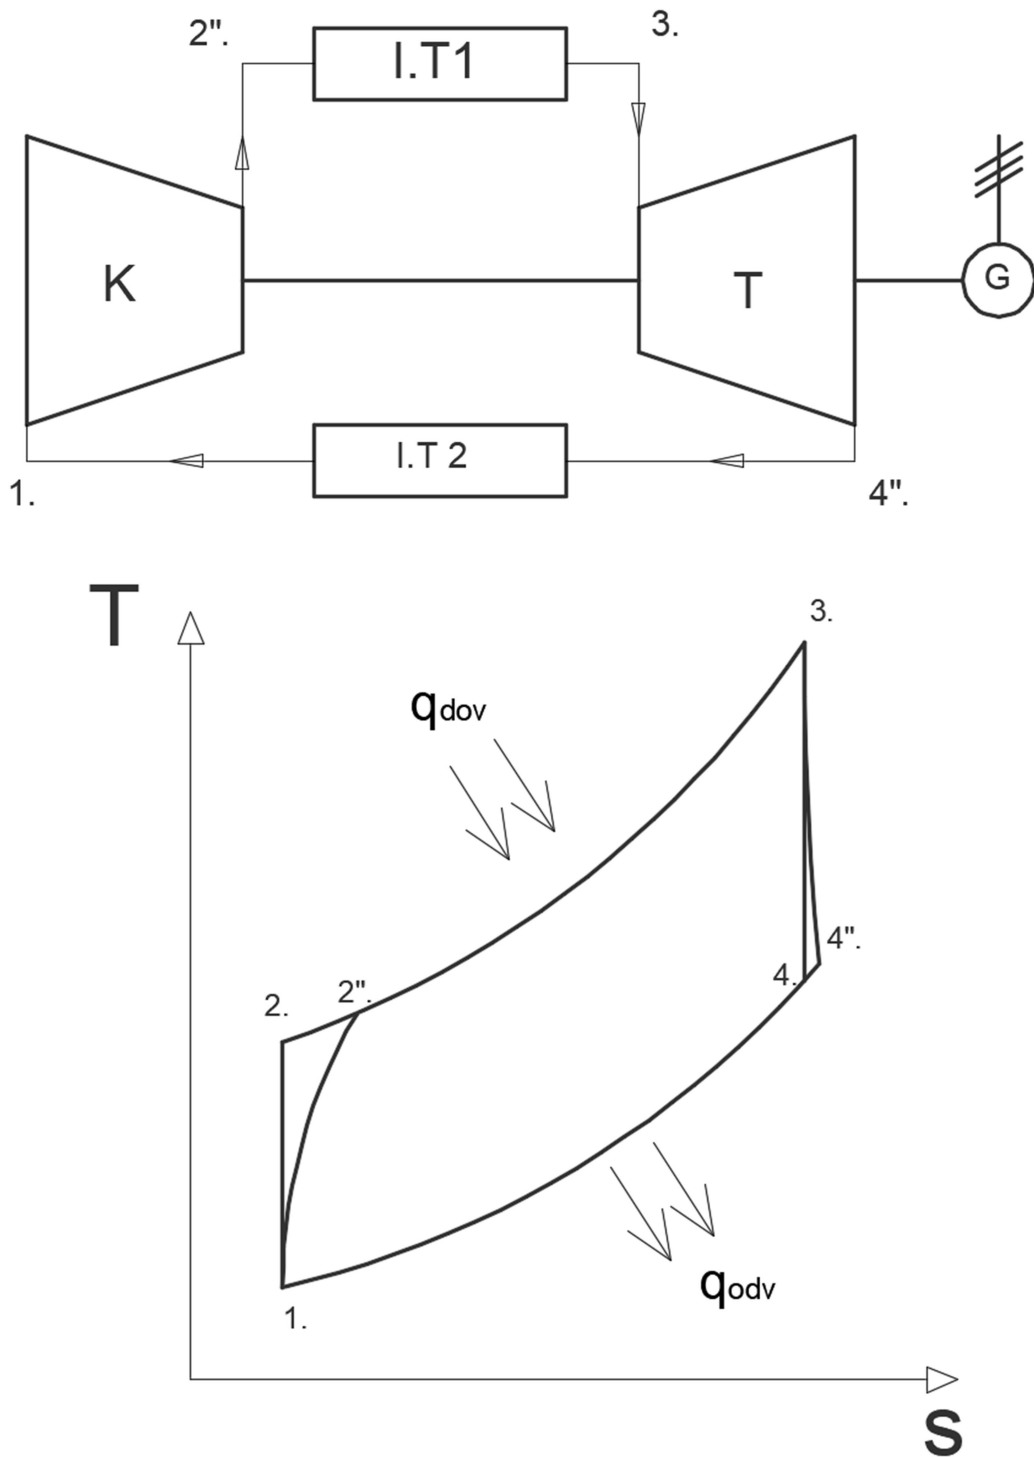 2". I.T1 3.
K T G
1. I.T 2 4".
T
3.
qdov
4".
4.
2".
2.
qodv
1.
S